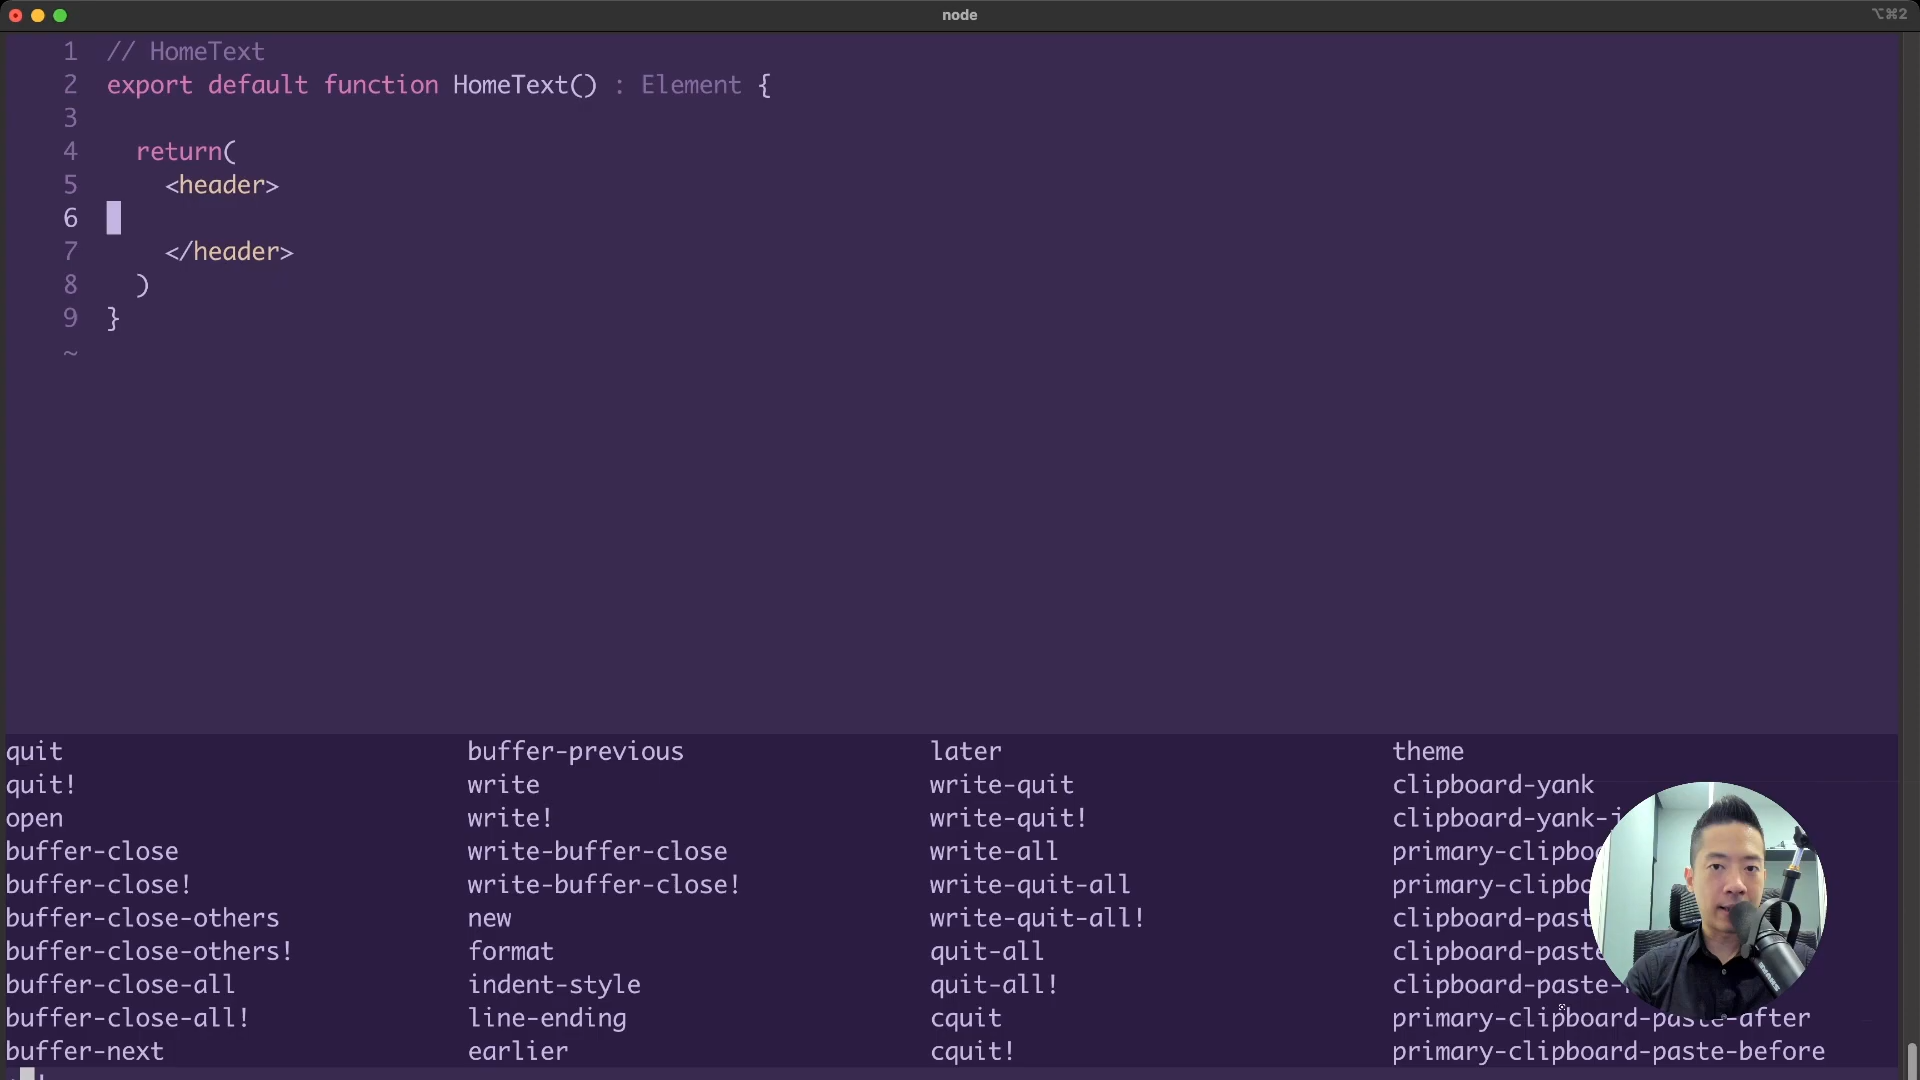 node
⌥⌘2
1 // HomeText
2 export default function HomeText() : Element {
3
4 return(
5 <header>
6
7 </header>
8 )
9 }
~
quit buffer-previous later theme
quit! write write-quit clipboard-yank
open write! write-quit! clipboard-yank-j
buffer-close write-buffer-close write-all
buffer-close! write-buffer-close! write-quit-all
buffer-close-others new write-quit-all!
buffer-close-others! format quit-all
buffer-close-all indent-style quit-all!
buffer-close-all! line-ending cquit primary-clipboard-paste-after
buffer-next earlier cquit! primary-clipboard-paste-before